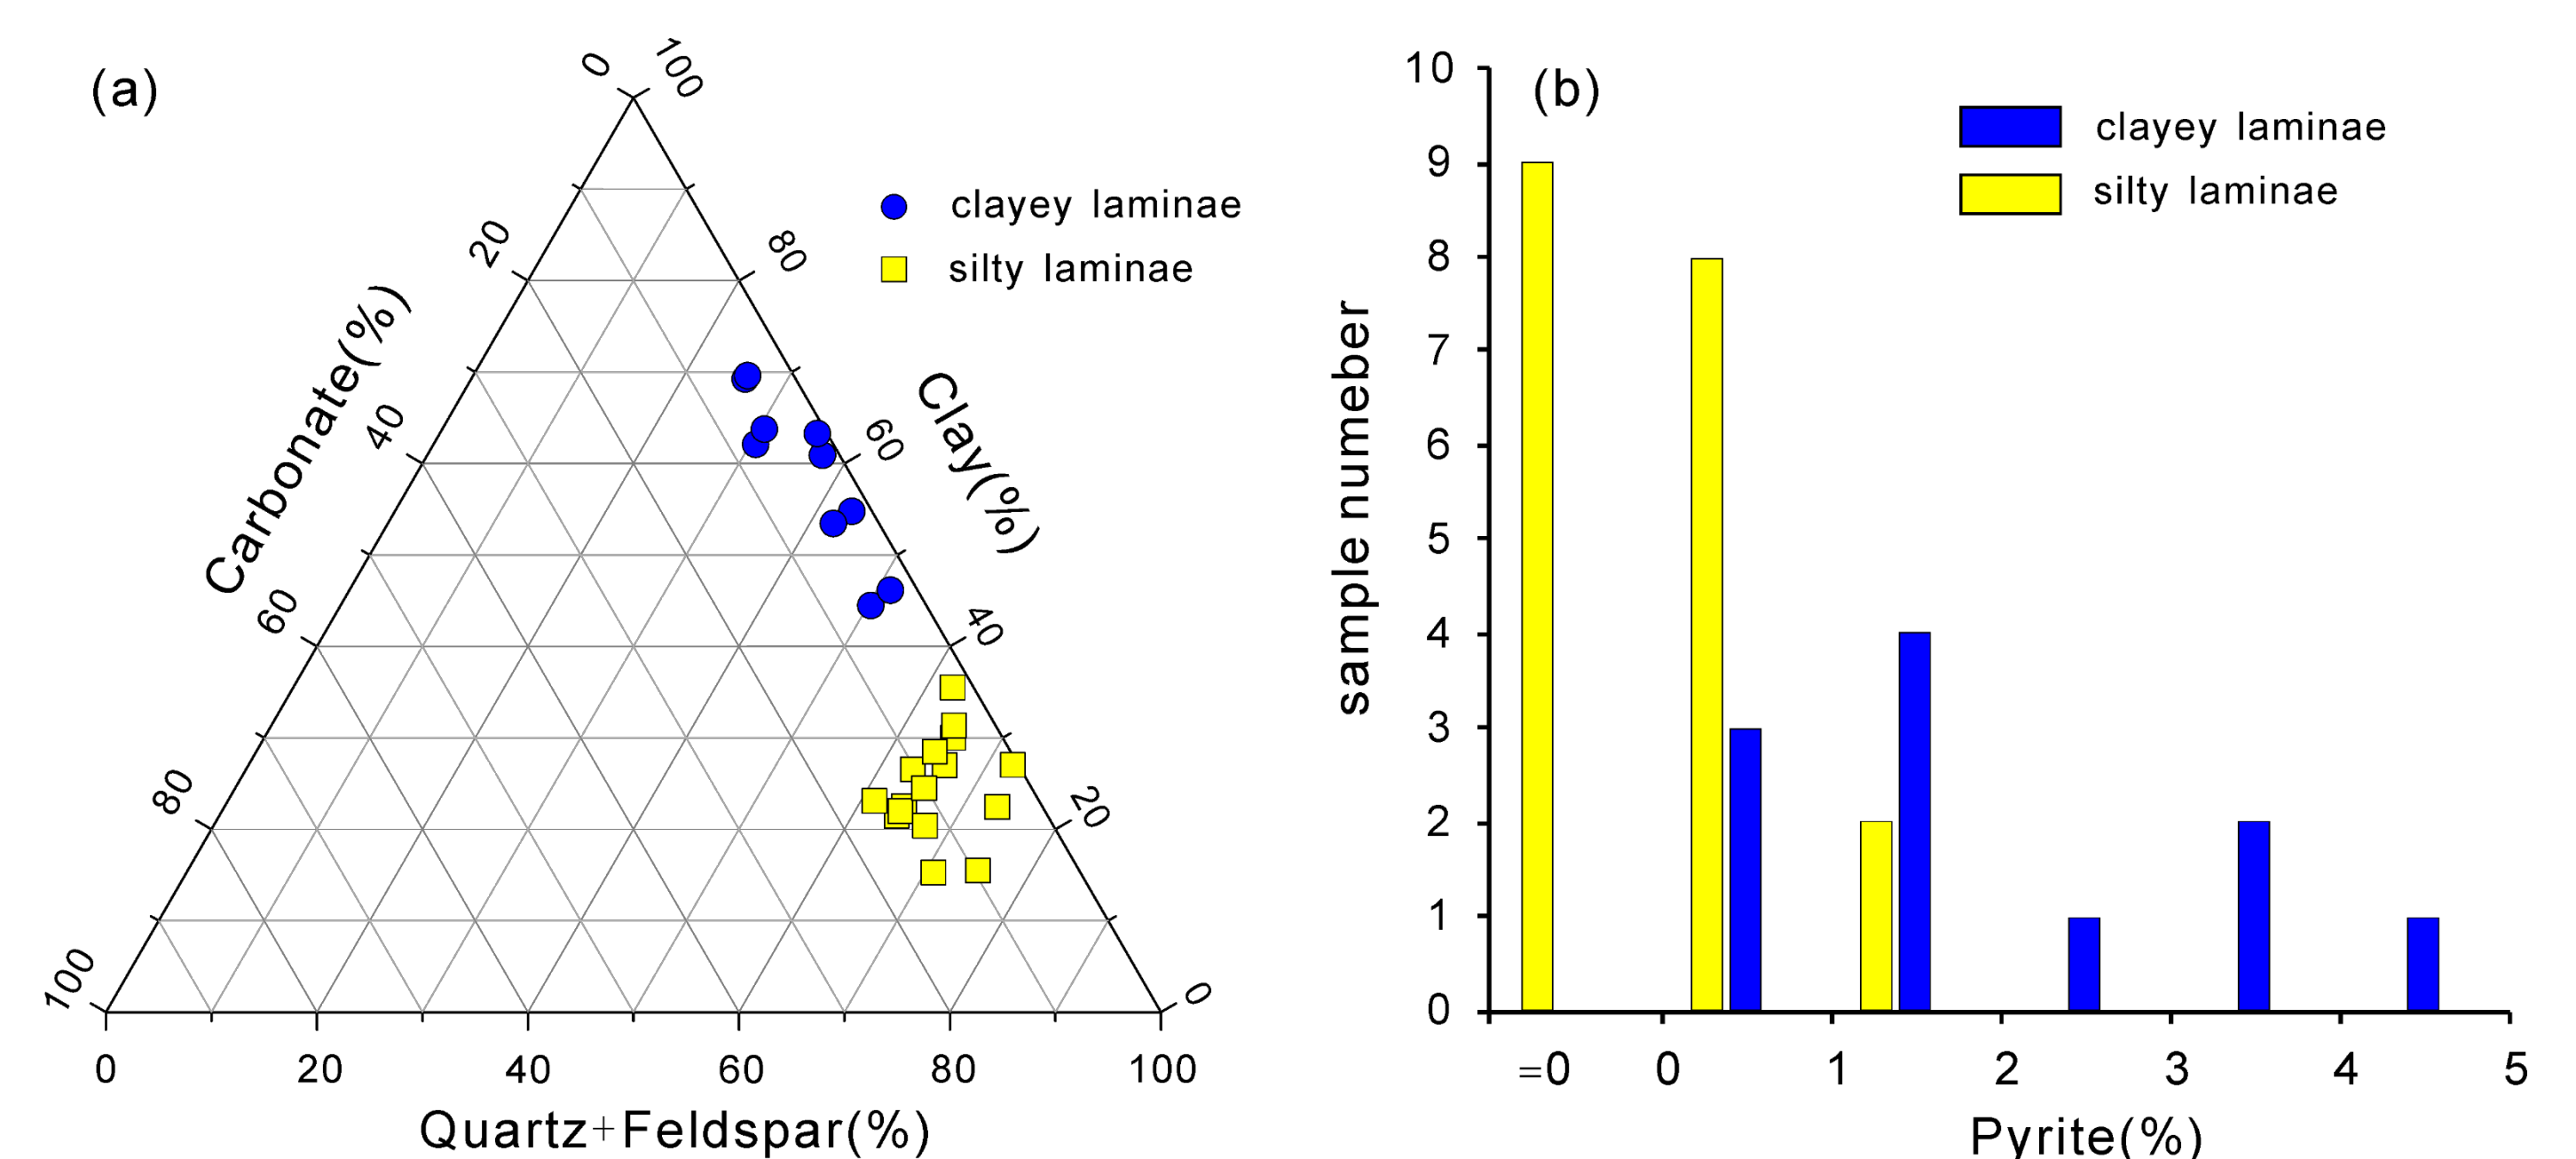 (a)
0
100
20
80
40
60
60
40
80
20
100
0
Carbonate(%)
Clay(%)
clayey laminae
silty laminae
0 20 40 60 80 100
Quartz+Feldspar(%)
(b)
clayey laminae
silty laminae
10
9
8
7
6
5
4
3
2
1
0
sample numeber
=0 0 1 2 3 4 5
Pyrite(%)